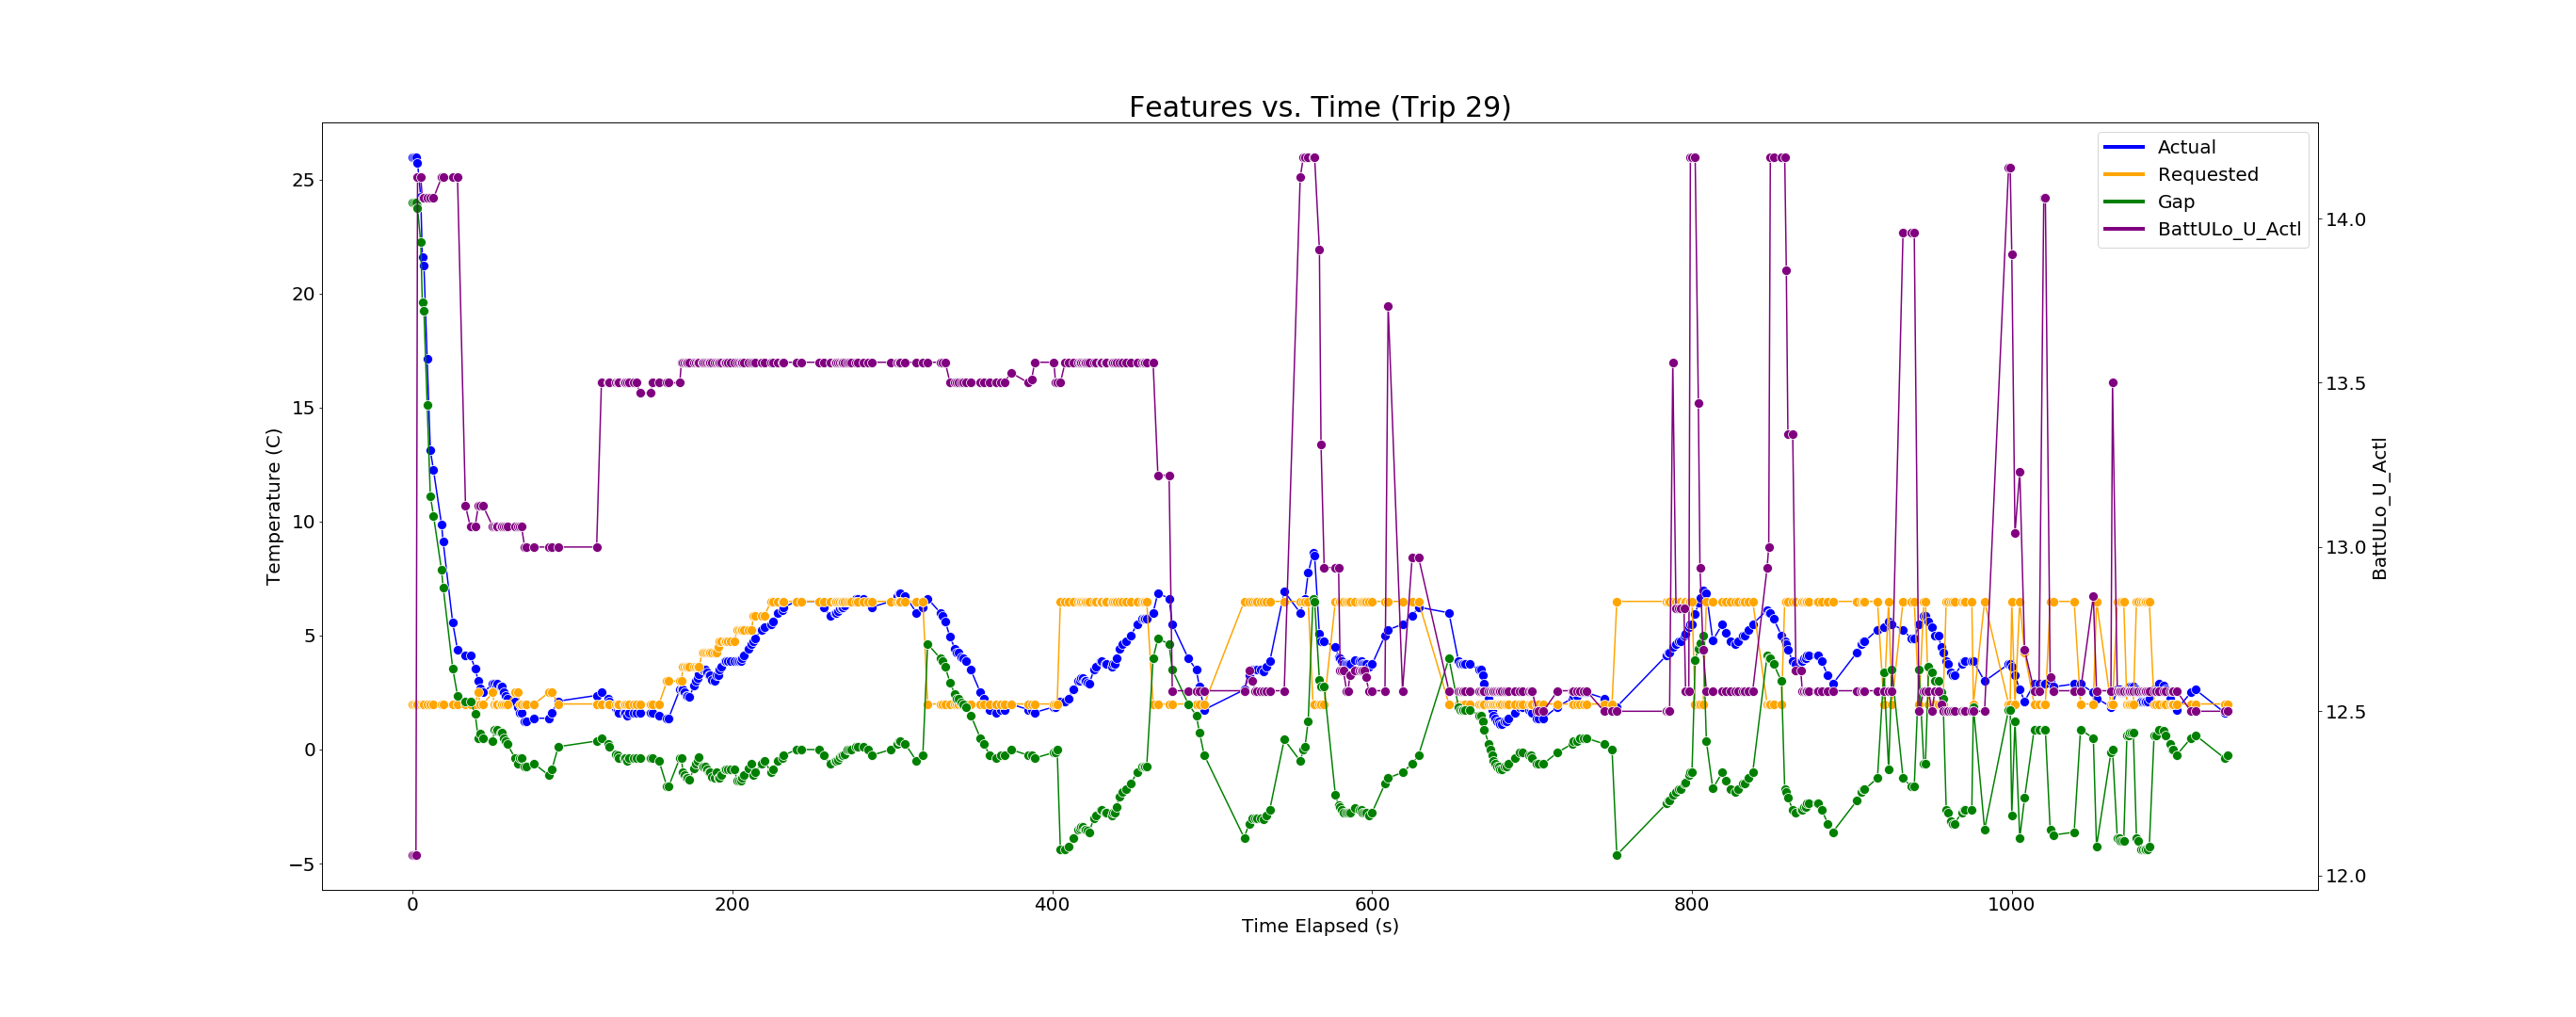 Features vs. Time (Trip 29)
Actual
Requested
Gap
BattULo_U_Actl
Temperature (C)
25
20
15
10
5
0
−5
14.0
13.5
13.0
12.5
12.0
BattULo_U_Actl
0 200 400 600 800 1000
Time Elapsed (s)